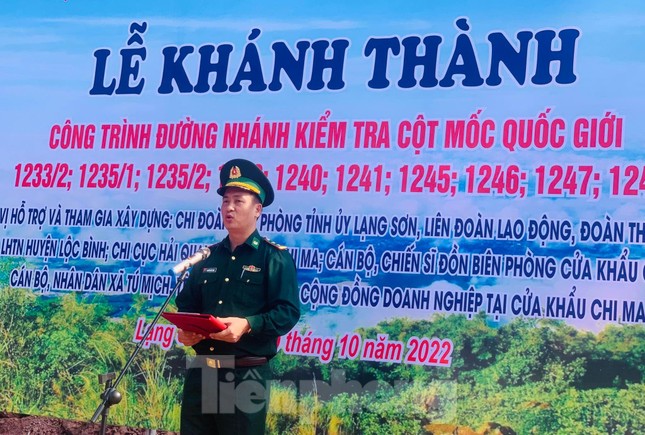 LỄ KHÁNH THÀNH
CÔNG TRÌNH ĐƯỜNG NHÁNH KIỂM TRA CỘT MỐC QUỐC GIỚI
1233/2; 1235/1; 1235/2; 1240; 1241; 1245; 1246; 1247;
VỊ HỖ TRỢ VÀ THAM GIA XÂY DỰNG: CHI ĐOÀN PHÒNG TỈNH ỦY LẠNG SƠN, LIÊN ĐOÀN LAO ĐỘNG, ĐOÀN
LHTN HUYỆN LỘC BÌNH; CHI CỤC HẢI MA; CÁN BỘ, CHIẾN SĨ ĐỒN BIÊN PHÒNG CỬA KHẨU
CÁN BỘ, NHÂN DÂN XÃ TÚ MỊCH CỘNG ĐỒNG DOANH NGHIỆP TẠI CỬA KHẨU CHI MA
Lạng tháng 10 năm 2022
Tiền phong